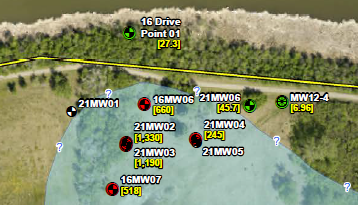 16 Drive
Point 01
[27.3]
?
?
21MW01
16MW06
[660]
21MW06
[45.7]
MW12-4
[6.96]
21MW02
[1,330]
21MW04
[245]
21MW03
[1,190]
21MW05
?
?
16MW07
[518]
?